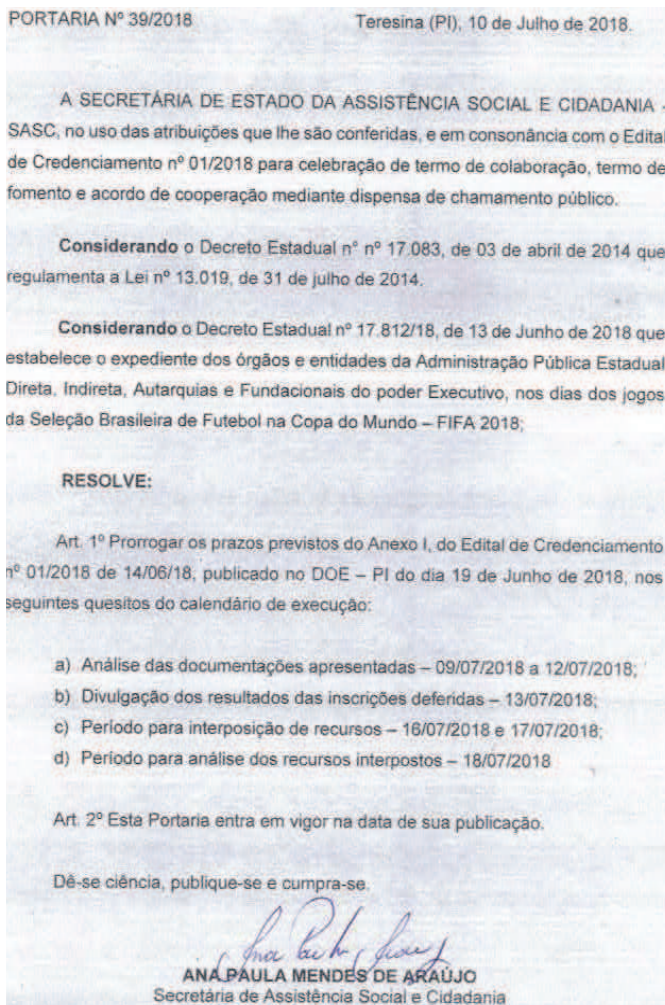 PORTARIA Nº 39/2018 Teresina (PI), 10 de Julho de 2018.
A SECRETÁRIA DE ESTADO DA ASSISTÊNCIA SOCIAL E CIDADANIA -
SASC, no uso das atribuições que lhe são conferidas, e em consonância com o Edital
de Credenciamento nº 01/2018 para celebração de termo de colaboração, termo de
fomento e acordo de cooperação mediante dispensa de chamamento público.
Considerando o Decreto Estadual n° nº 17.083, de 03 de abril de 2014 que
regulamenta a Lei nº 13.019, de 31 de julho de 2014.
Considerando o Decreto Estadual nº 17.812/18, de 13 de Junho de 2018 que
estabelece o expediente dos órgãos e entidades da Administração Pública Estadual
Direta, Indireta, Autarquias e Fundacionais do poder Executivo, nos dias dos jogos
da Seleção Brasileira de Futebol na Copa do Mundo – FIFA 2018;
RESOLVE:
Art. 1º Prorrogar os prazos previstos do Anexo I, do Edital de Credenciamento
nº 01/2018 de 14/06/18, publicado no DOE – PI do dia 19 de Junho de 2018, nos
seguintes quesitos do calendário de execução:
a) Análise das documentações apresentadas – 09/07/2018 a 12/07/2018;
b) Divulgação dos resultados das inscrições deferidas – 13/07/2018;
c) Período para interposição de recursos – 16/07/2018 e 17/07/2018;
d) Período para análise dos recursos interpostos – 18/07/2018
Art. 2º Esta Portaria entra em vigor na data de sua publicação.
Dê-se ciência, publique-se e cumpra-se.
ANA PAULA MENDES DE ARAÚJO
Secretária de Assistência Social e Cidadania